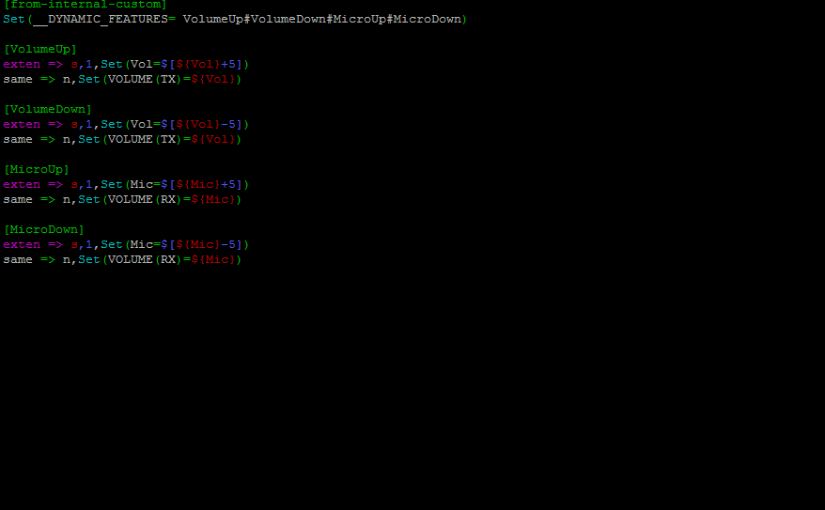 [from-internal-custom]
Set(__DYNAMIC_FEATURES= VolumeUp#VolumeDown#MicroUp#MicroDown)
[VolumeUp]
exten => s,1,Set(Vol=$[${Vol}+5])
same => n,Set(VOLUME(TX)=${Vol})
[VolumeDown]
exten => s,1,Set(Vol=$[${Vol}-5])
same => n,Set(VOLUME(TX)=${Vol})
[MicroUp]
exten => s,1,Set(Mic=$[${Mic}+5])
same => n,Set(VOLUME(RX)=${Mic})
[MicroDown]
exten => s,1,Set(Mic=$[${Mic}-5])
same => n,Set(VOLUME(RX)=${Mic})